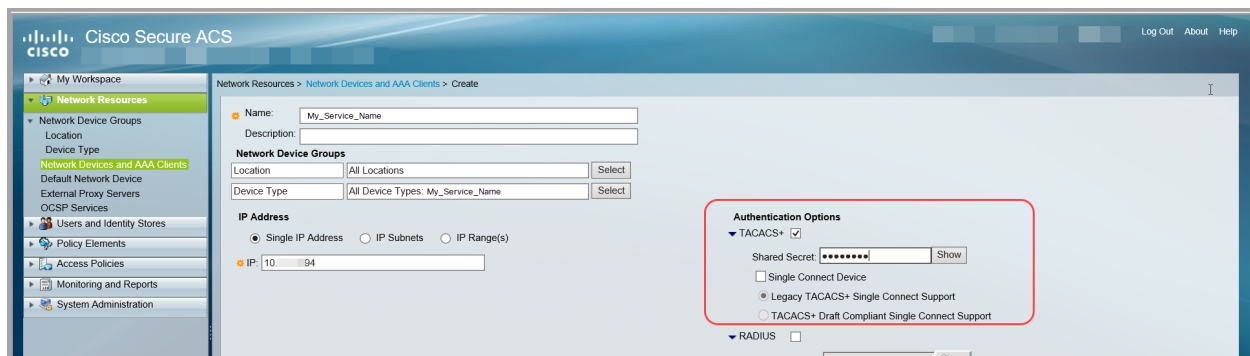 CISCO
Cisco Secure ACS
Log Out About Help
My Workspace
Network Resources
Network Device Groups
Location
Device Type
Network Devices and AAA Clients
Default Network Device
External Proxy Servers
OCSP Services
Users and Identity Stores
Policy Elements
Access Policies
Monitoring and Reports
System Administration
Network Resources > Network Devices and AAA Clients > Create
Name: My_Service_Name
Description:
Network Device Groups
Location All Locations Select
Device Type All Device Types: My_Service_Name Select
IP Address
Single IP Address IP Subnets IP Range(s)
IP: 10. 94
Authentication Options
TACACS+
Shared Secret: •••••••• Show
Single Connect Device
Legacy TACACS+ Single Connect Support
TACACS+ Draft Compliant Single Connect Support
RADIUS